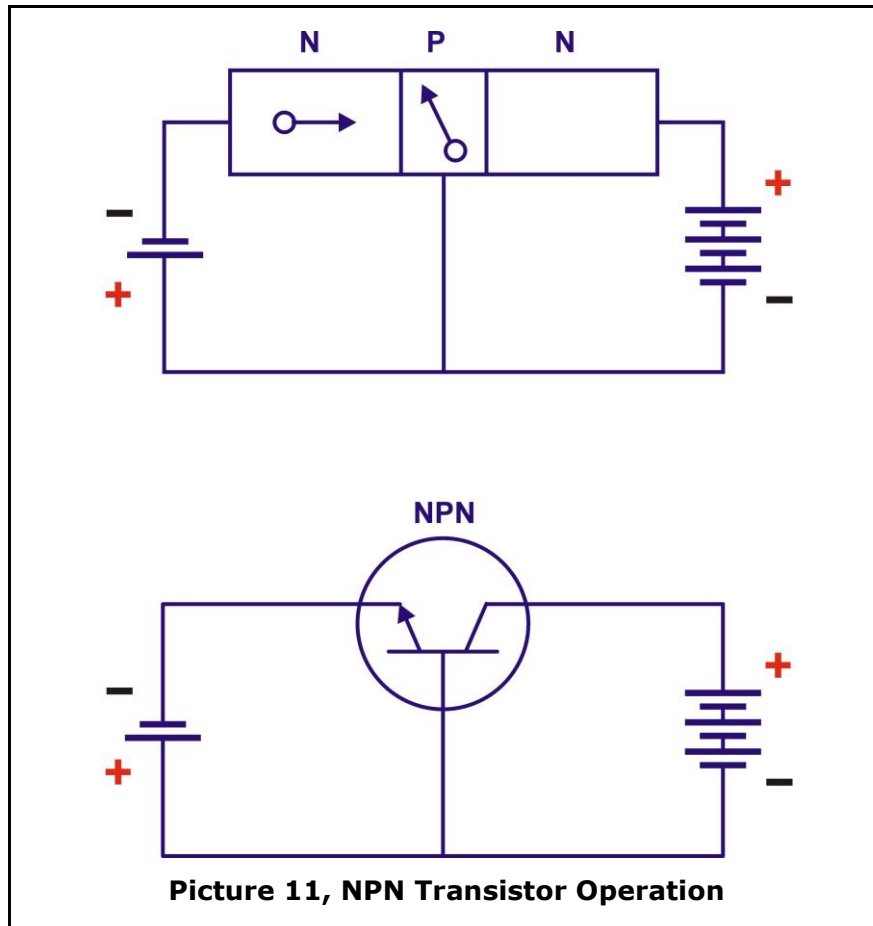 N P N
− +
+ −
NPN
− +
+ −
Picture 11, NPN Transistor Operation